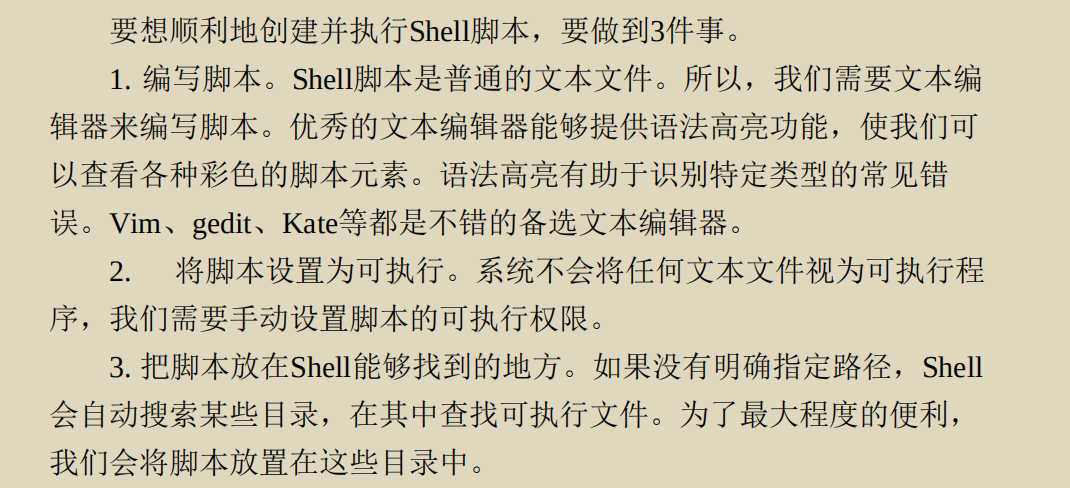 要想顺利地创建并执行Shell脚本，要做到3件事。
1. 编写脚本。Shell脚本是普通的文本文件。所以，我们需要文本编
辑器来编写脚本。优秀的文本编辑器能够提供语法高亮功能，使我们可
以查看各种彩色的脚本元素。语法高亮有助于识别特定类型的常见错
误。Vim、gedit、Kate等都是不错的备选文本编辑器。
2. 将脚本设置为可执行。系统不会将任何文本文件视为可执行程
序，我们需要手动设置脚本的可执行权限。
3. 把脚本放在Shell能够找到的地方。如果没有明确指定路径，Shell
会自动搜索某些目录，在其中查找可执行文件。为了最大程度的便利，
我们会将脚本放置在这些目录中。